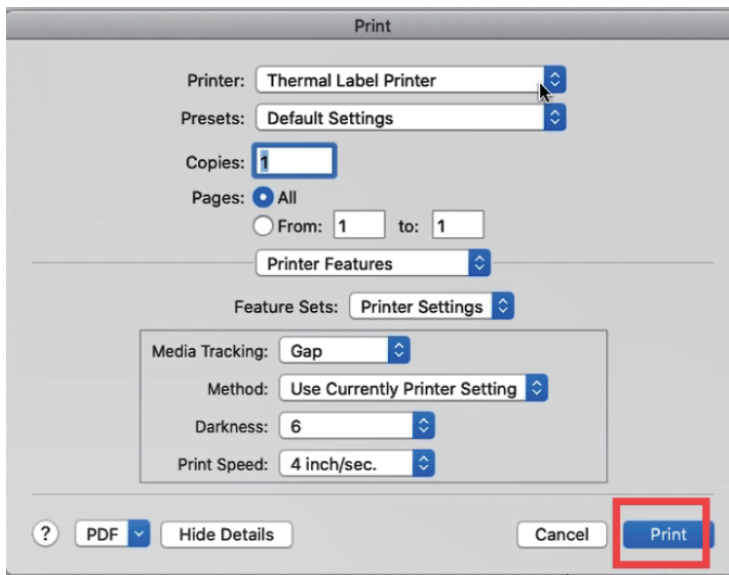 Print
Printer: Thermal Label Printer
Presets: Default Settings
Copies: 1
Pages: All
From: 1 to: 1
Printer Features
Feature Sets: Printer Settings
Media Tracking: Gap
Method: Use Currently Printer Setting
Darkness: 6
Print Speed: 4 inch/sec.
? PDF Hide Details Cancel Print